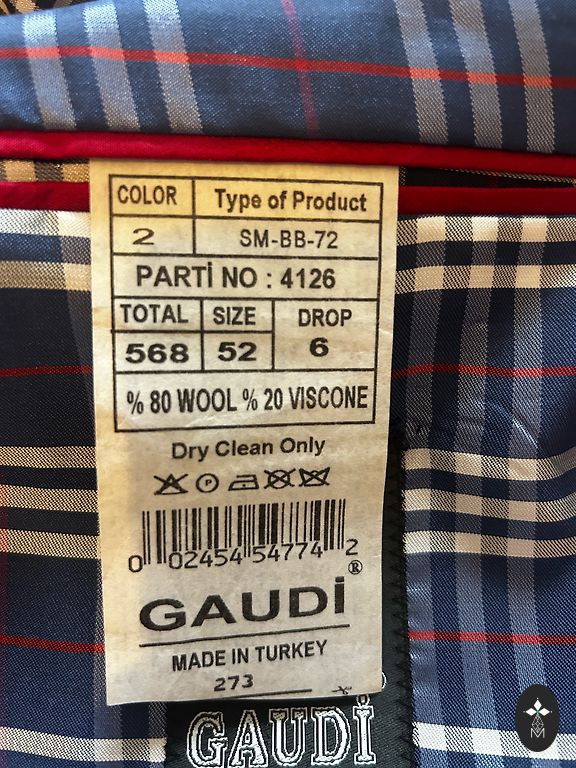 COLOR Type of Product
2 SM-BB-72
PARTİ NO : 4126
TOTAL SIZE DROP
568 52 6
% 80 WOOL % 20 VISCONE
Dry Clean Only
0 02454 54774 2
GAUDİ®
MADE IN TURKEY
273
GAUDİ